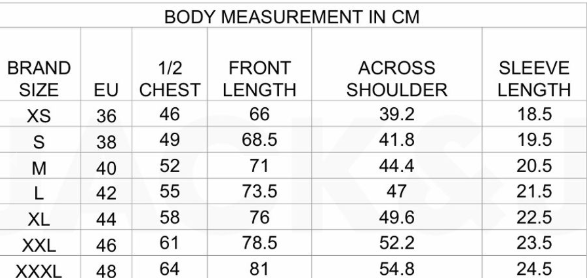 BODY MEASUREMENT IN CM
BRAND SIZE EU 1/2 CHEST FRONT LENGTH ACROSS SHOULDER SLEEVE LENGTH
XS 36 46 66 39.2 18.5
S 38 49 68.5 41.8 19.5
M 40 52 71 44.4 20.5
L 42 55 73.5 47 21.5
XL 44 58 76 49.6 22.5
XXL 46 61 78.5 52.2 23.5
XXXL 48 64 81 54.8 24.5